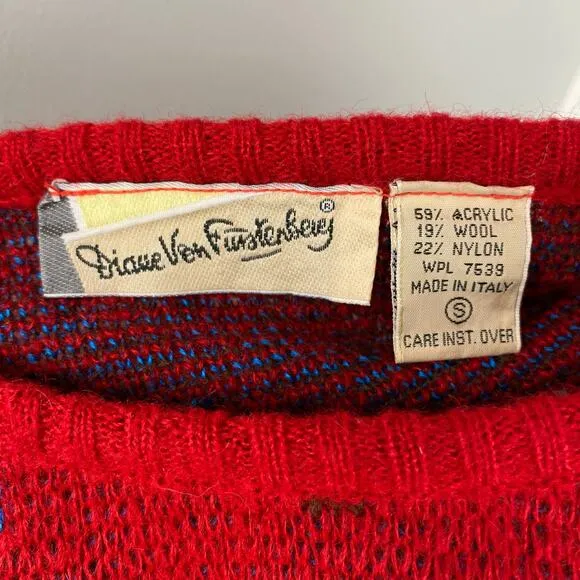 Diane Von Furstenberg ®
59% ACRYLIC
19% WOOL
22% NYLON
WPL 7539
MADE IN ITALY
S
CARE INST. OVER